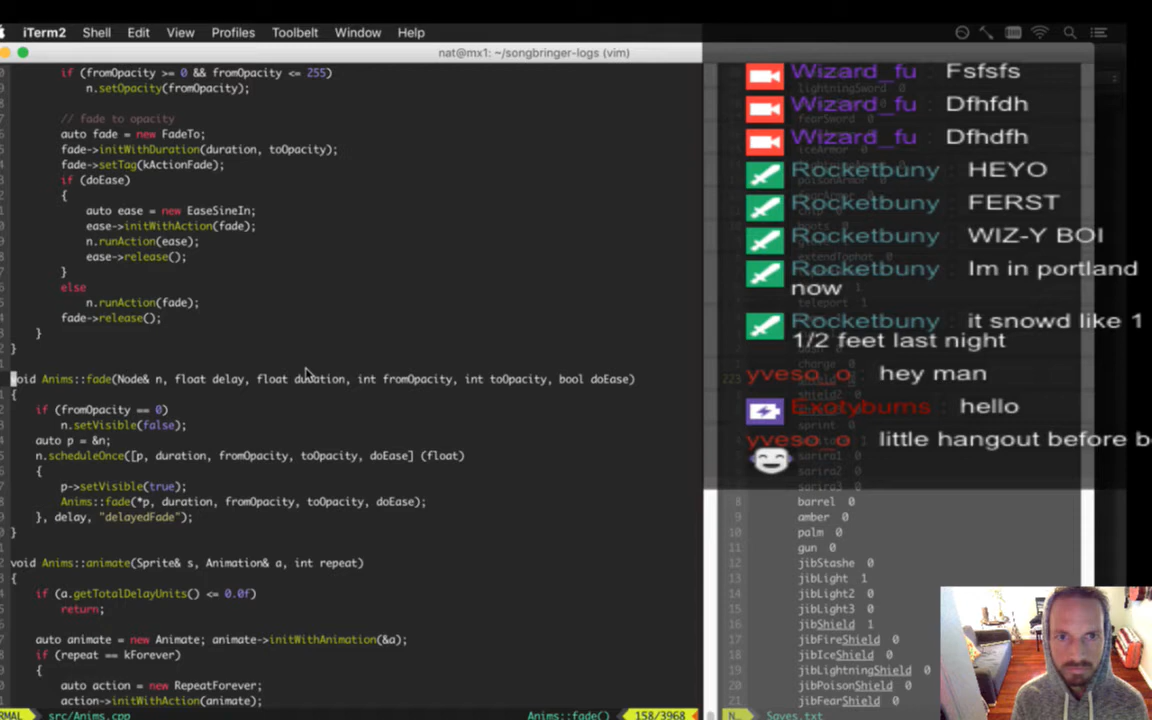 iTerm2 Shell Edit View Profiles Toolbelt Window Help
nat@mx1: ~/songbringer-logs (vim)
if (fromOpacity >= 0 && fromOpacity <= 255)
n.setOpacity(fromOpacity);
// fade to opacity
auto fade = new FadeTo;
fade->initWithDuration(duration, toOpacity);
fade->setTag(kActionFade);
if (doEase)
{
auto ease = new EaseSineIn;
ease->initWithAction(fade);
n.runAction(ease);
ease->release();
}
else
n.runAction(fade);
fade->release();
}
}
oid Anims::fade(Node& n, float delay, float duration, int fromOpacity, int toOpacity, bool doEase)
{
if (fromOpacity == 0)
n.setVisible(false);
auto p = &n;
n.scheduleOnce([p, duration, fromOpacity, toOpacity, doEase] (float)
{
p->setVisible(true);
Anims::fade(*p, duration, fromOpacity, toOpacity, doEase);
}, delay, "delayedFade");
}
void Anims::animate(Sprite& s, Animation& a, int repeat)
{
if (a.getTotalDelayUnits() <= 0.0f)
return;
auto animate = new Animate; animate->initWithAnimation(&a);
if (repeat == kForever)
{
auto action = new RepeatForever;
action->initWithAction(animate);
RMAL src/Anims.cpp Anims::fade() 158/3968
Wizard_fu : Fsfsfs
Wizard_fu : Dfhfdh
Wizard_fu : Dfhdfh
Rocketbuny : HEYO
Rocketbuny : FERST
Rocketbuny : WIZ-Y BOI
Rocketbuny : Im in portland
now
Rocketbuny : it snowd like 1
1/2 feet last night
yveso_o : hey man
Exotybums : hello
yveso_o : little hangout before b
sarira2
sarira3 0
8 barrel 0
9 amber 0
10 palm 0
11 gun 0
12 jibStashe 0
13 jibLight 1
14 jibLight2 0
15 jibLight3 0
16 jibShield 1
17 jibFireShield 0
18 jibIceShield 0
19 jibLightningShield 0
20 jibPoisonShield 0
21 jibFearShield 0
N… Saves.txt